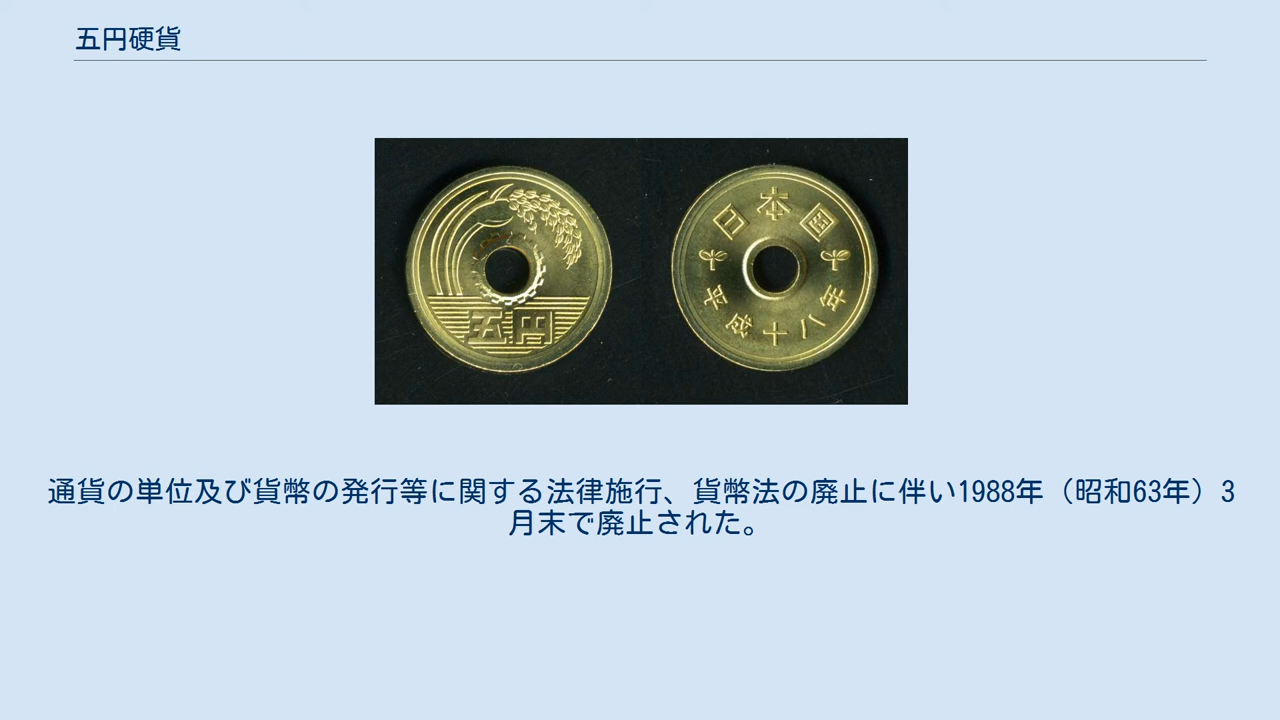 五円硬貨
五円
日本国
平成十八年
通貨の単位及び貨幣の発行等に関する法律施行、貨幣法の廃止に伴い1988年（昭和63年）3
月末で廃止された。